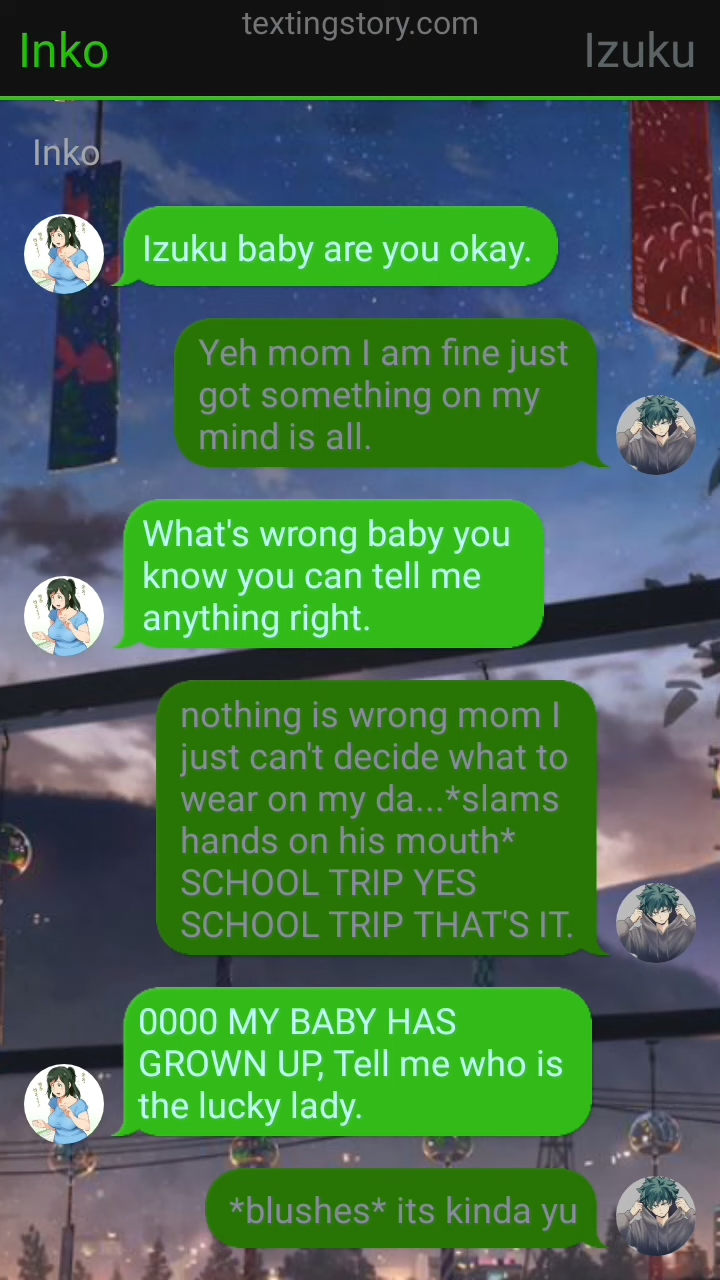 textingstory.com
Inko
Izuku
Inko
Izuku baby are you okay.
Yeh mom I am fine just
got something on my
mind is all.
What's wrong baby you
know you can tell me
anything right.
nothing is wrong mom I
just can't decide what to
wear on my da...*slams
hands on his mouth*
SCHOOL TRIP YES
SCHOOL TRIP THAT'S IT.
0000 MY BABY HAS
GROWN UP, Tell me who is
the lucky lady.
*blushes* its kinda yu